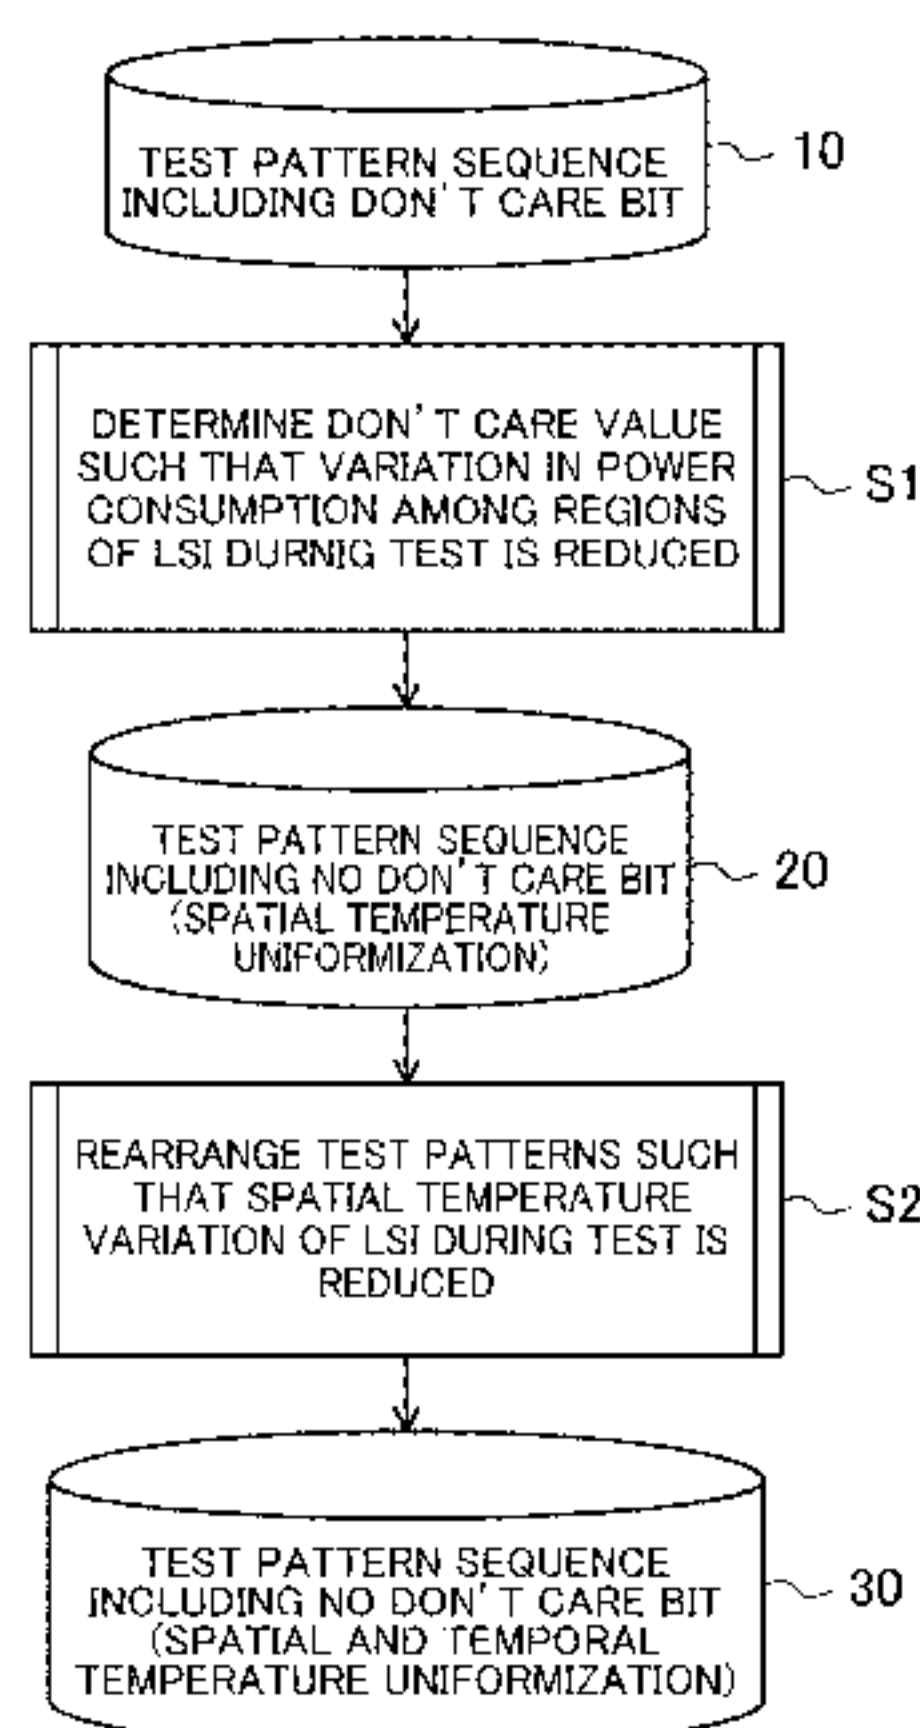 TEST PATTERN SEQUENCE
INCLUDING DON'T CARE BIT
10
DETERMINE DON'T CARE VALUE
SUCH THAT VARIATION IN POWER
CONSUMPTION AMONG REGIONS
OF LSI DURNIG TEST IS REDUCED
S1
TEST PATTERN SEQUENCE
INCLUDING NO DON'T CARE BIT
(SPATIAL TEMPERATURE
UNIFORMIZATION)
20
REARRANGE TEST PATTERNS SUCH
THAT SPATIAL TEMPERATURE
VARIATION OF LSI DURING TEST IS
REDUCED
S2
TEST PATTERN SEQUENCE
INCLUDING NO DON'T CARE BIT
(SPATIAL AND TEMPORAL
TEMPERATURE UNIFORMIZATION)
30